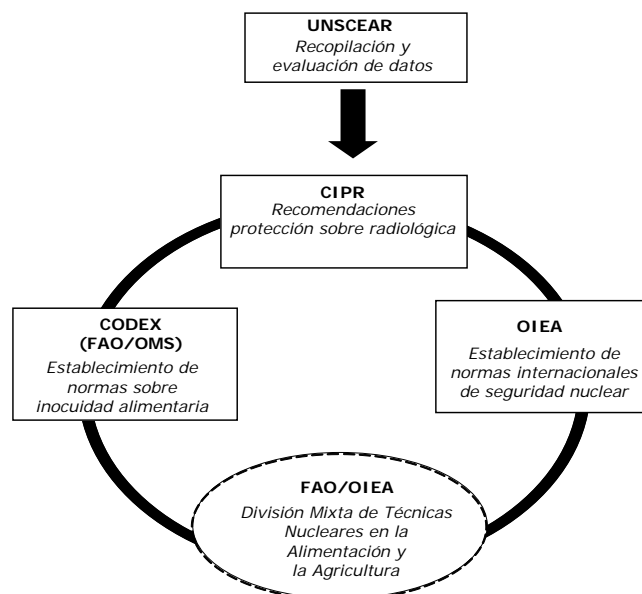 UNSCEAR
Recopilación y
evaluación de datos
CIPR
Recomendaciones
protección sobre radiológica
CODEX
(FAO/OMS)
Establecimiento de
normas sobre
inocuidad alimentaria
OIEA
Establecimiento de
normas internacionales
de seguridad nuclear
FAO/OIEA
División Mixta de Técnicas
Nucleares en la
Alimentación y
la Agricultura